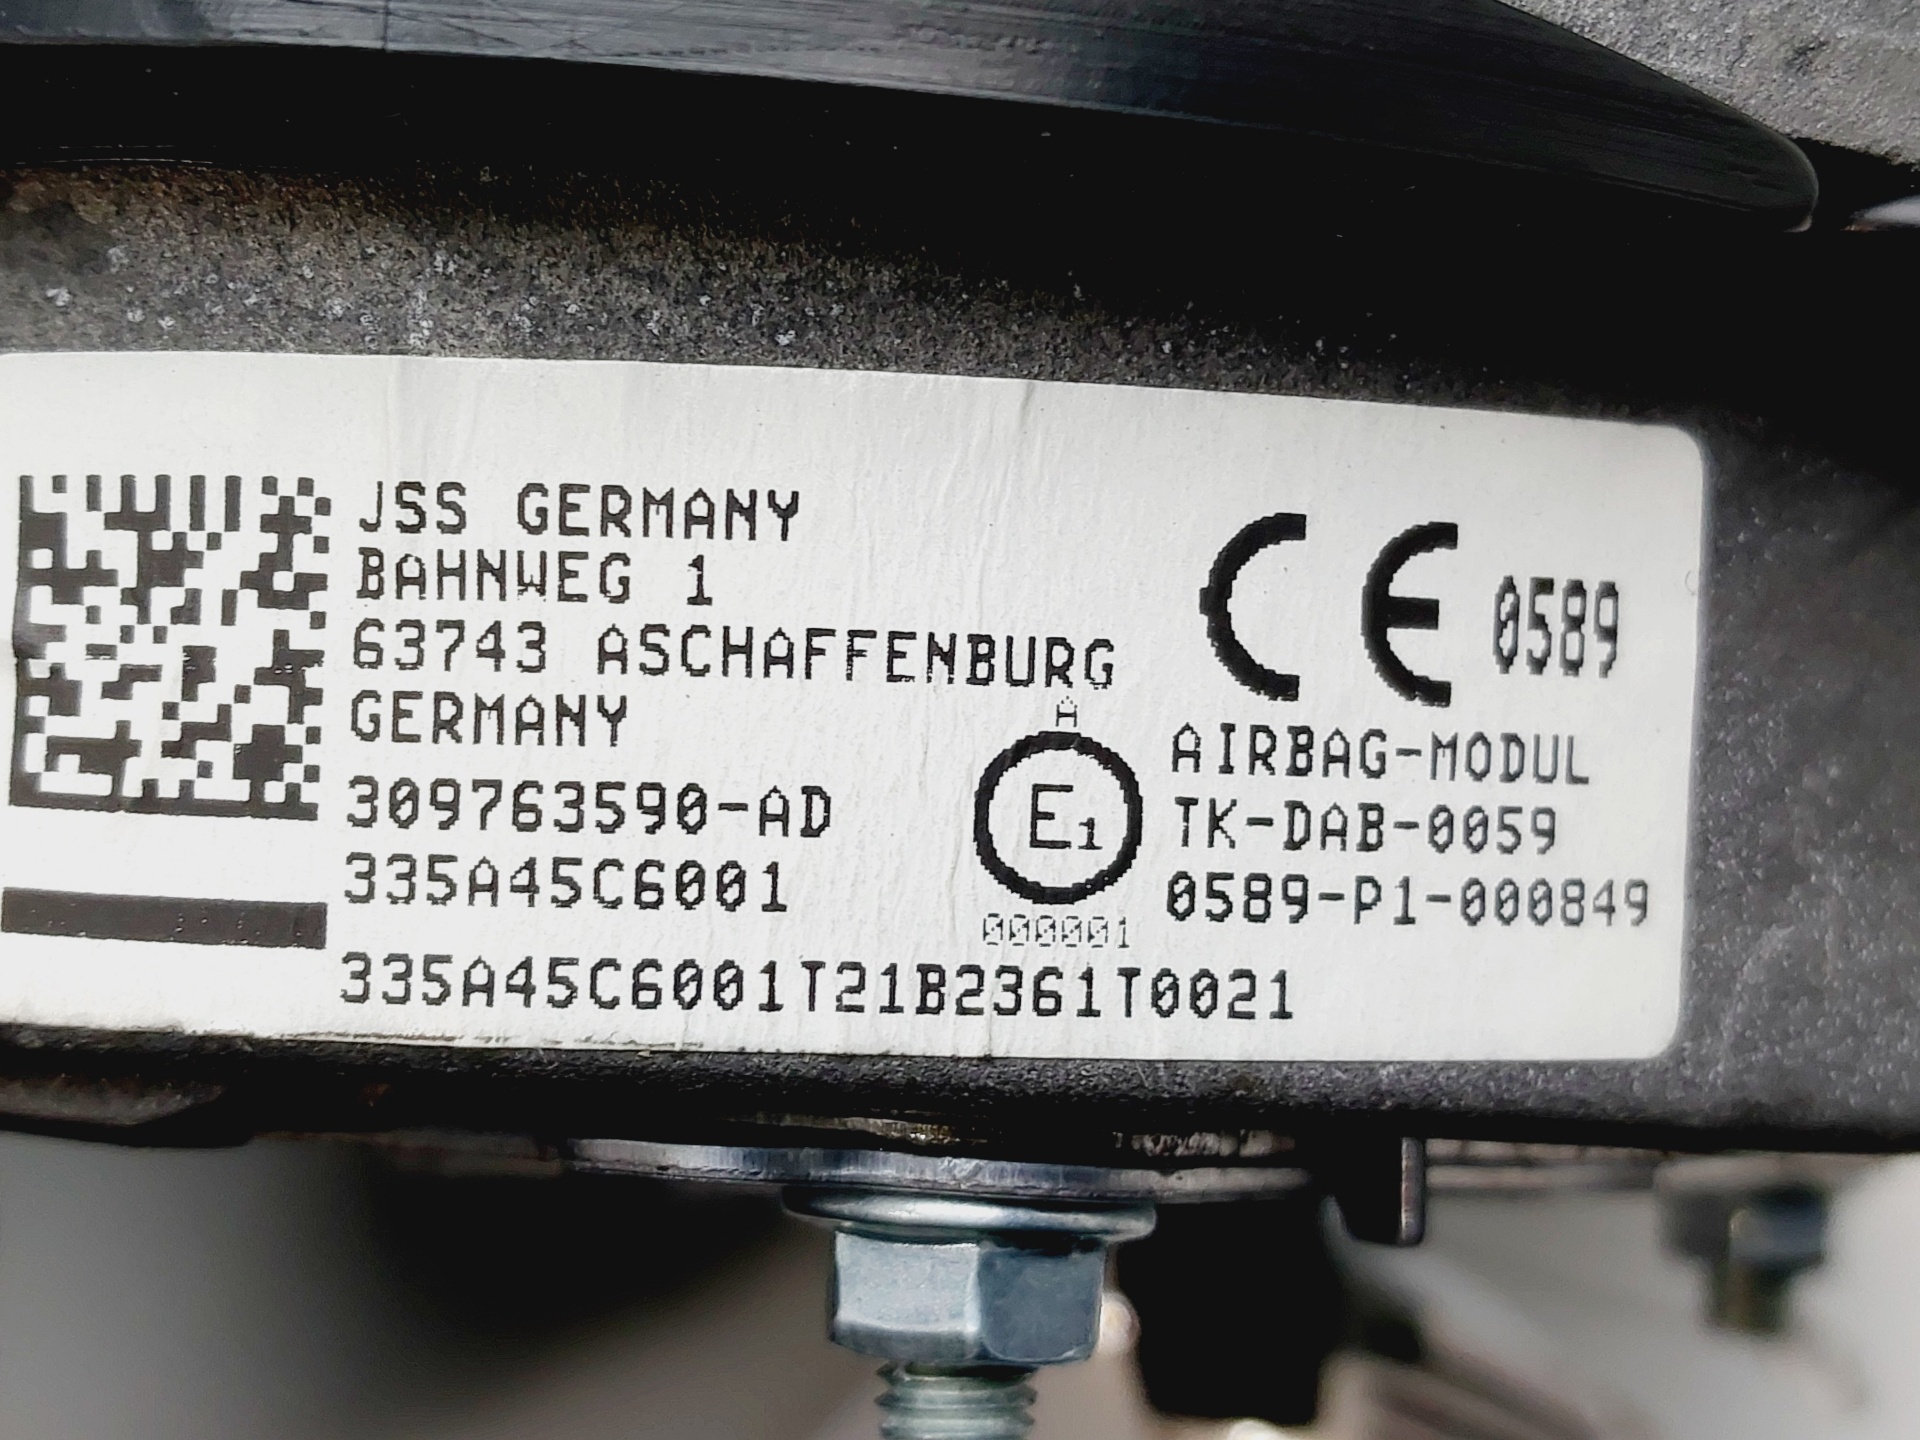 JSS GERMANY
BAHNWEG 1
63743 ASCHAFFENBURG
GERMANY
309763590-AD
335A45C6001
335A45C6001T21B2361T0021
A
E1
000001
CE 0589
AIRBAG-MODUL
TK-DAB-0059
0589-P1-000849